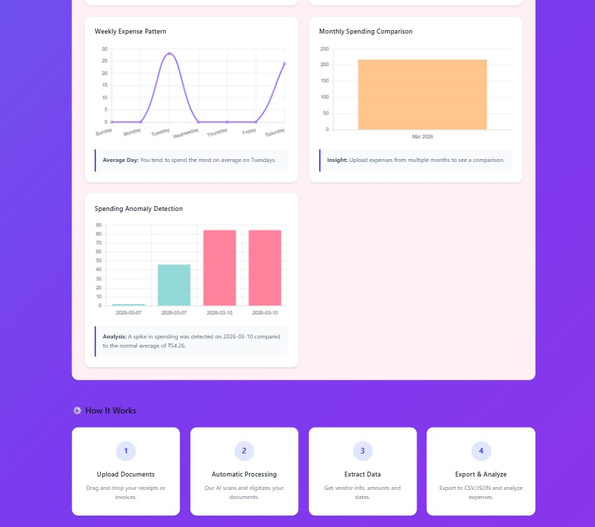 Weekly Expense Pattern
30
25
20
15
10
5
0
Sunday Monday Tuesday Wednesday Thursday Friday Saturday
Average Day: You tend to spend the most on average on Tuesdays.
Monthly Spending Comparison
250
200
150
100
50
0
Mar 2026
Insight: Upload expenses from multiple months to see a comparison.
Spending Anomaly Detection
90
80
70
60
50
40
30
20
10
0
2026-03-07 2026-03-07 2026-03-10 2026-03-10
Analysis: A spike in spending was detected on 2026-03-10 compared
to the normal average of ₹54.26.
How It Works
1
Upload Documents
Drag and drop your receipts or
invoices.
2
Automatic Processing
Our AI scans and digitizes your
documents.
3
Extract Data
Get vendor info, amounts and
dates.
4
Export & Analyze
Export to CSV/JSON and analyze
expenses.